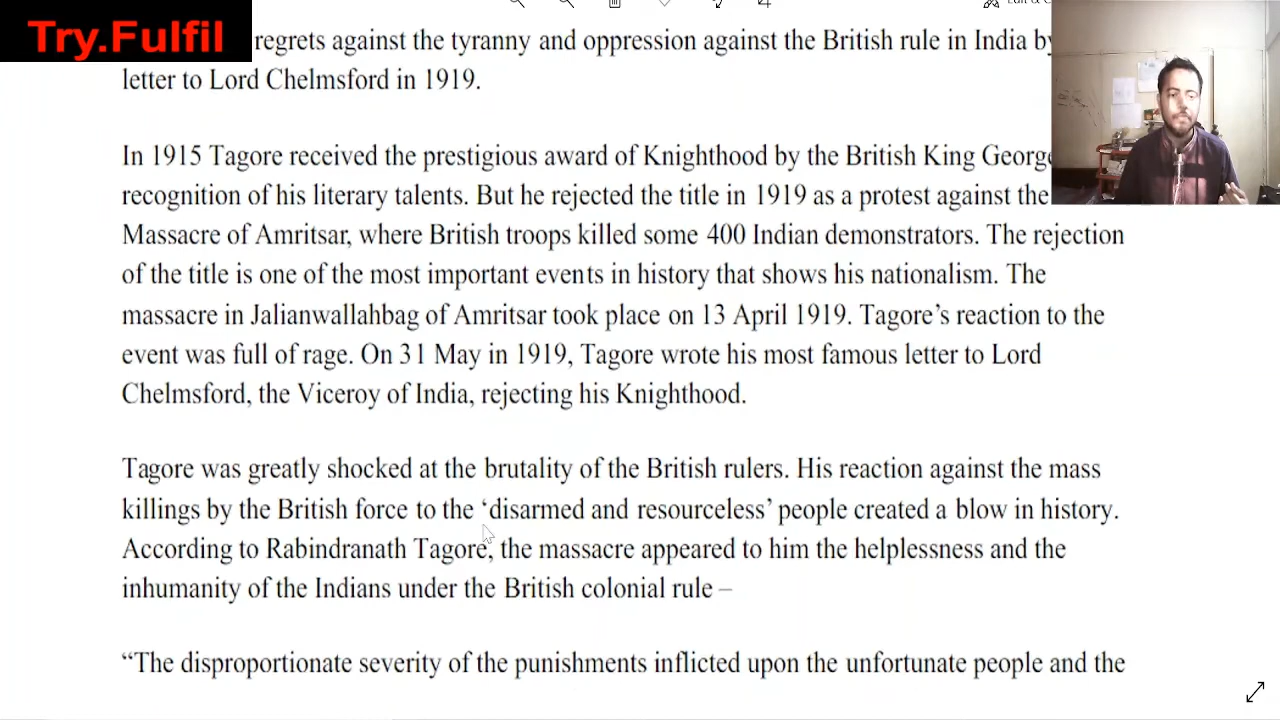 Try.Fulfil
regrets against the tyranny and oppression against the British rule in India by
letter to Lord Chelmsford in 1919.
In 1915 Tagore received the prestigious award of Knighthood by the British King George
recognition of his literary talents. But he rejected the title in 1919 as a protest against the
Massacre of Amritsar, where British troops killed some 400 Indian demonstrators. The rejection
of the title is one of the most important events in history that shows his nationalism. The
massacre in Jalianwallahbag of Amritsar took place on 13 April 1919. Tagore’s reaction to the
event was full of rage. On 31 May in 1919, Tagore wrote his most famous letter to Lord
Chelmsford, the Viceroy of India, rejecting his Knighthood.
Tagore was greatly shocked at the brutality of the British rulers. His reaction against the mass
killings by the British force to the ‘disarmed and resourceless’ people created a blow in history.
According to Rabindranath Tagore, the massacre appeared to him the helplessness and the
inhumanity of the Indians under the British colonial rule –
“The disproportionate severity of the punishments inflicted upon the unfortunate people and the